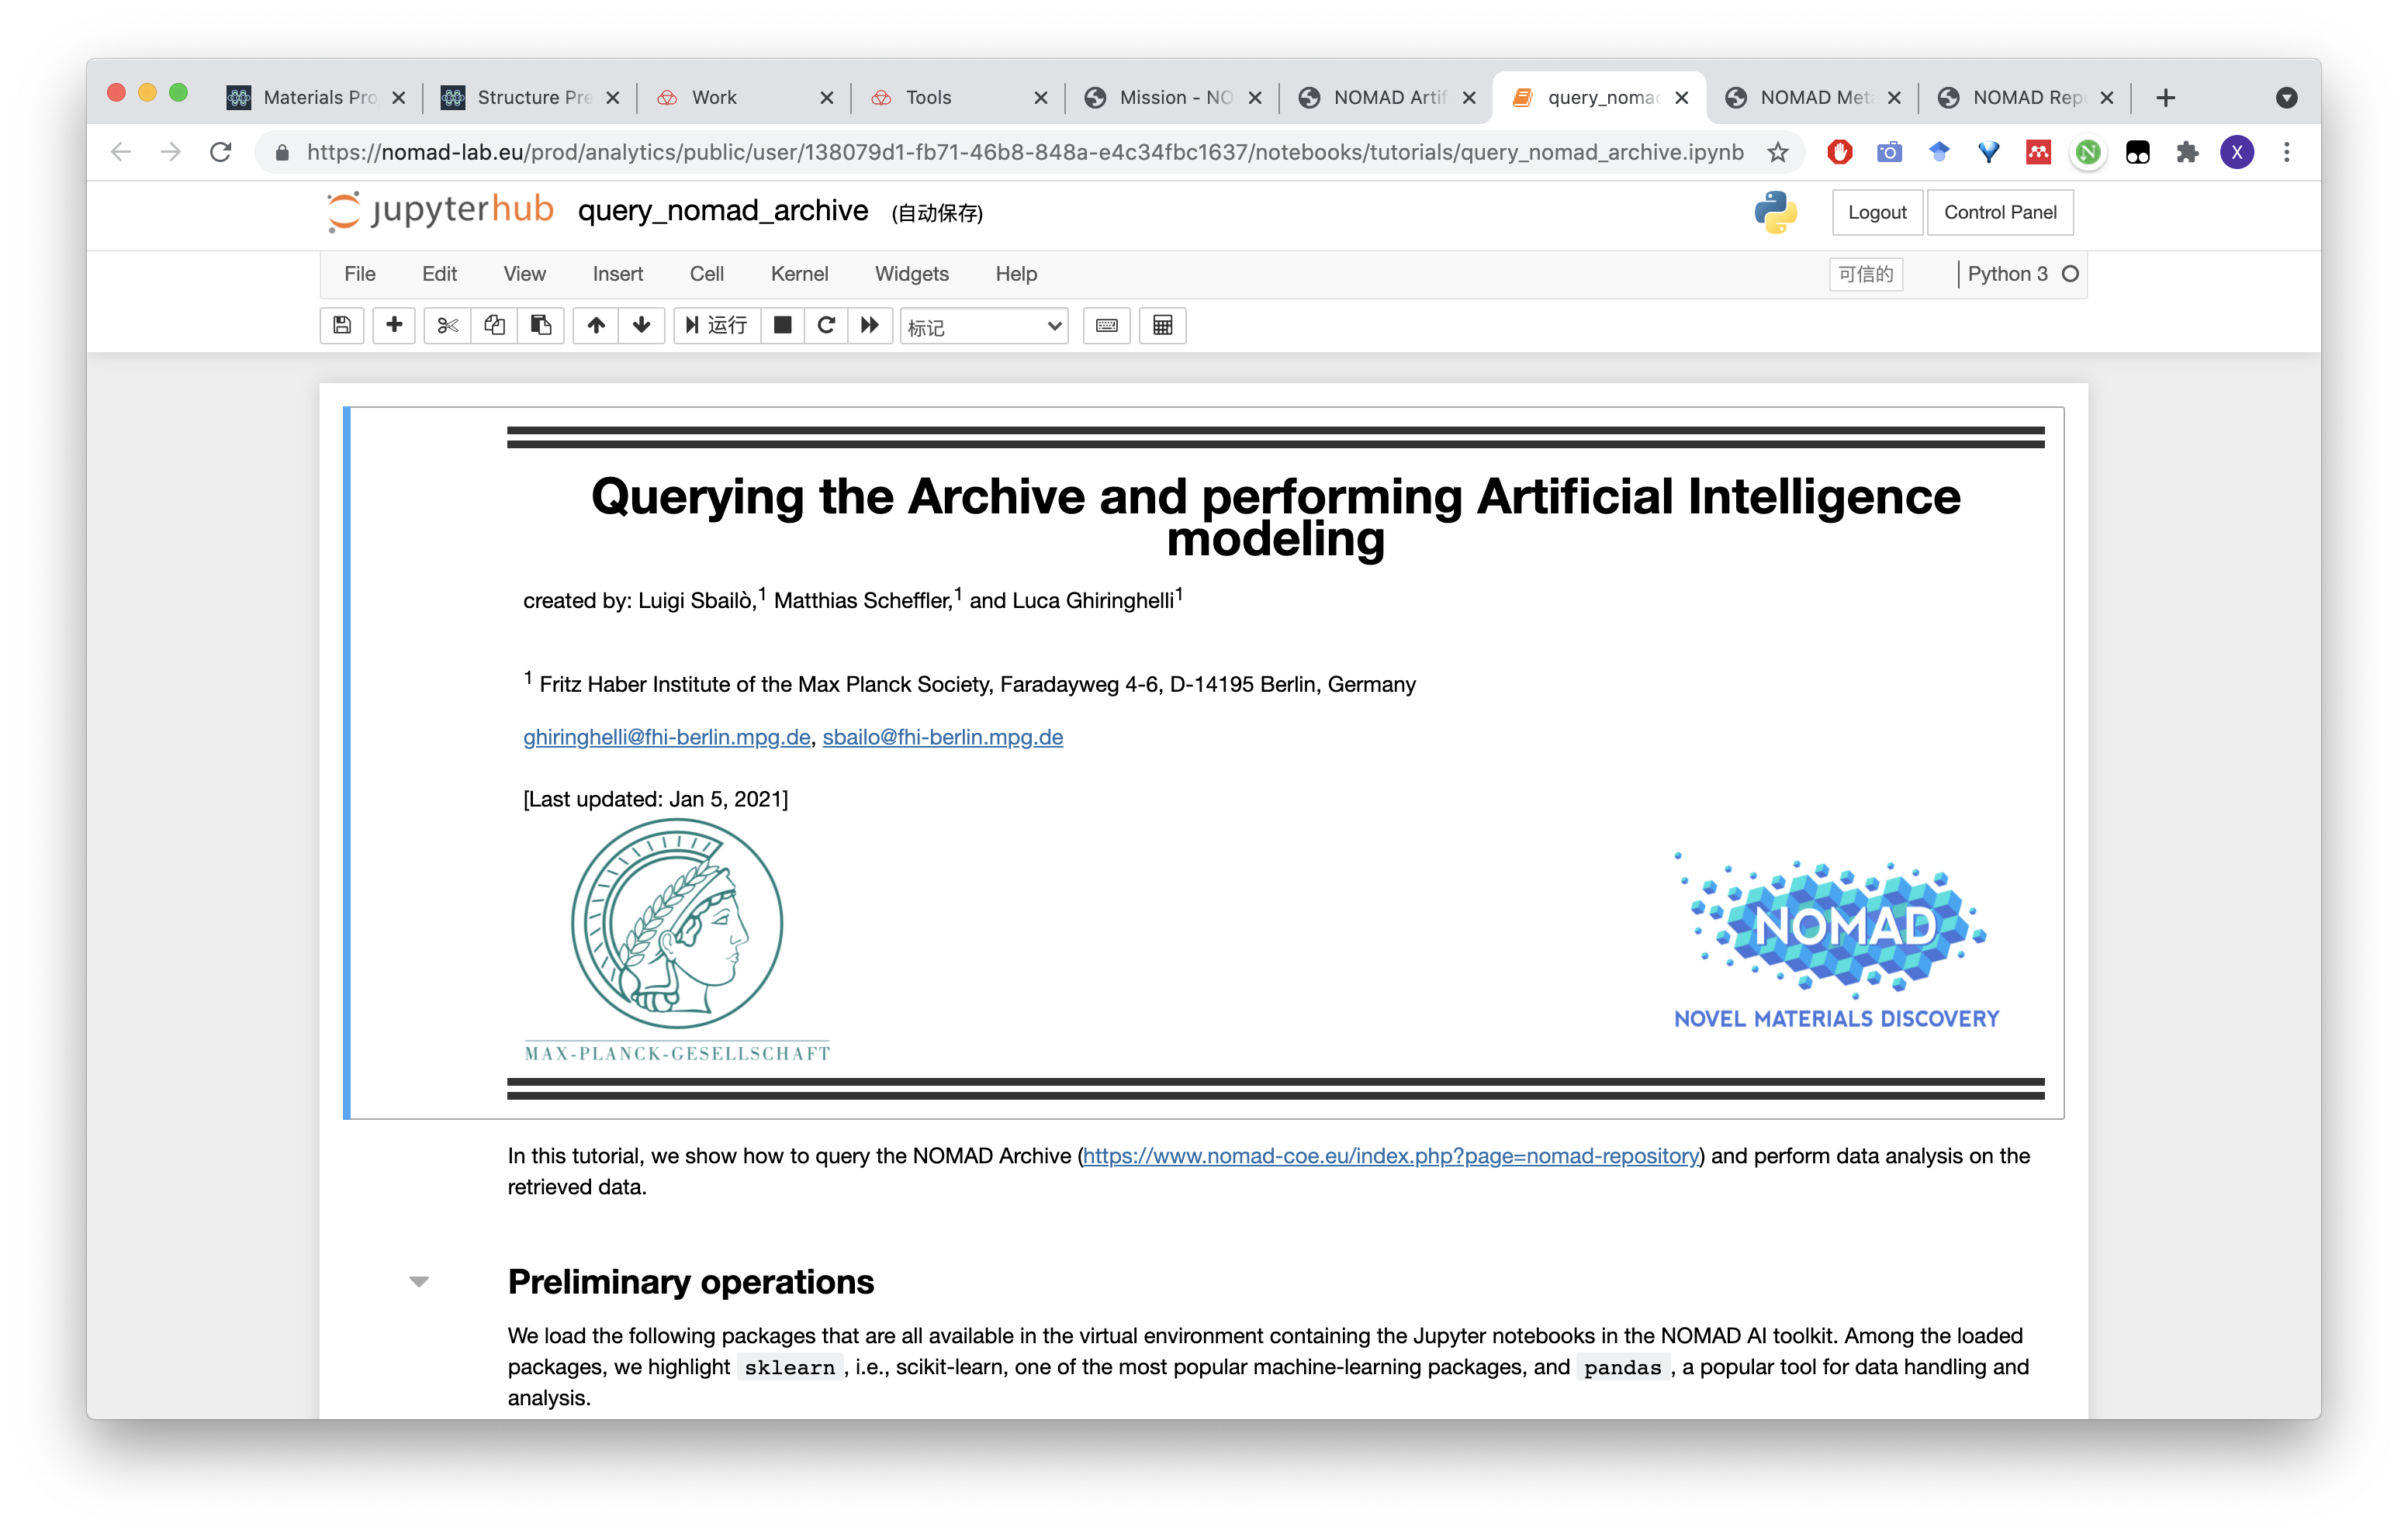 Materials Pro
Structure Pre
Work
Tools
Mission - NO
NOMAD Artif
query_nomac
NOMAD Meta
NOMAD Rep
https://nomad-lab.eu/prod/analytics/public/user/138079d1-fb71-46b8-848a-e4c34fbc1637/notebooks/tutorials/query_nomad_archive.ipynb
N
X
jupyterhub query_nomad_archive (自动保存)
Logout
Control Panel
File Edit View Insert Cell Kernel Widgets Help
可信的
Python 3
运行
标记
Querying the Archive and performing Artificial Intelligence
modeling
created by: Luigi Sbailò,1 Matthias Scheffler,1 and Luca Ghiringhelli1
1 Fritz Haber Institute of the Max Planck Society, Faradayweg 4-6, D-14195 Berlin, Germany
ghiringhelli@fhi-berlin.mpg.de, sbailo@fhi-berlin.mpg.de
[Last updated: Jan 5, 2021]
MAX-PLANCK-GESELLSCHAFT
NOMAD
NOVEL MATERIALS DISCOVERY
In this tutorial, we show how to query the NOMAD Archive (https://www.nomad-coe.eu/index.php?page=nomad-repository) and perform data analysis on the
retrieved data.
Preliminary operations
We load the following packages that are all available in the virtual environment containing the Jupyter notebooks in the NOMAD AI toolkit. Among the loaded
packages, we highlight sklearn, i.e., scikit-learn, one of the most popular machine-learning packages, and pandas, a popular tool for data handling and
analysis.